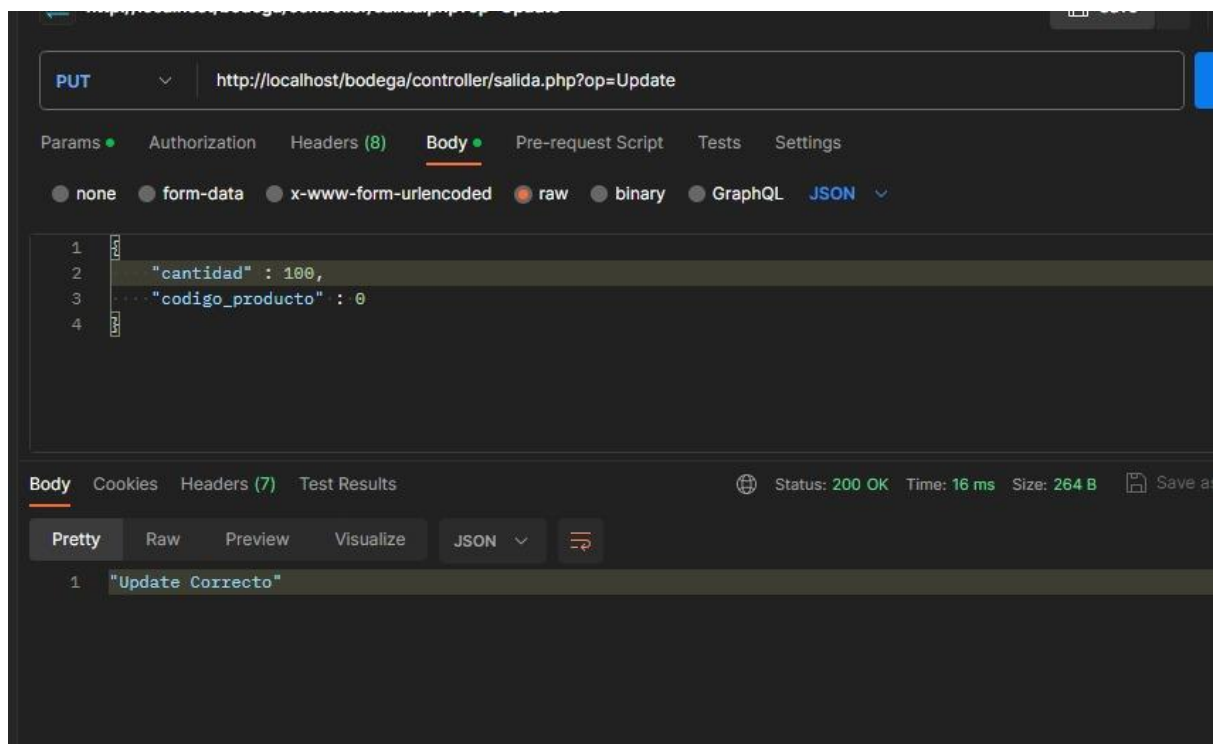 PUT http://localhost/bodega/controller/salida.php?op=Update
Params Authorization Headers (8) Body Pre-request Script Tests Settings
none form-data x-www-form-urlencoded raw binary GraphQL JSON
1 {
2 "cantidad" : 100,
3 "codigo_producto" : 0
4 }
Body Cookies Headers (7) Test Results Status: 200 OK Time: 16 ms Size: 264 B Save as
Pretty Raw Preview Visualize JSON
1 "Update Correcto"